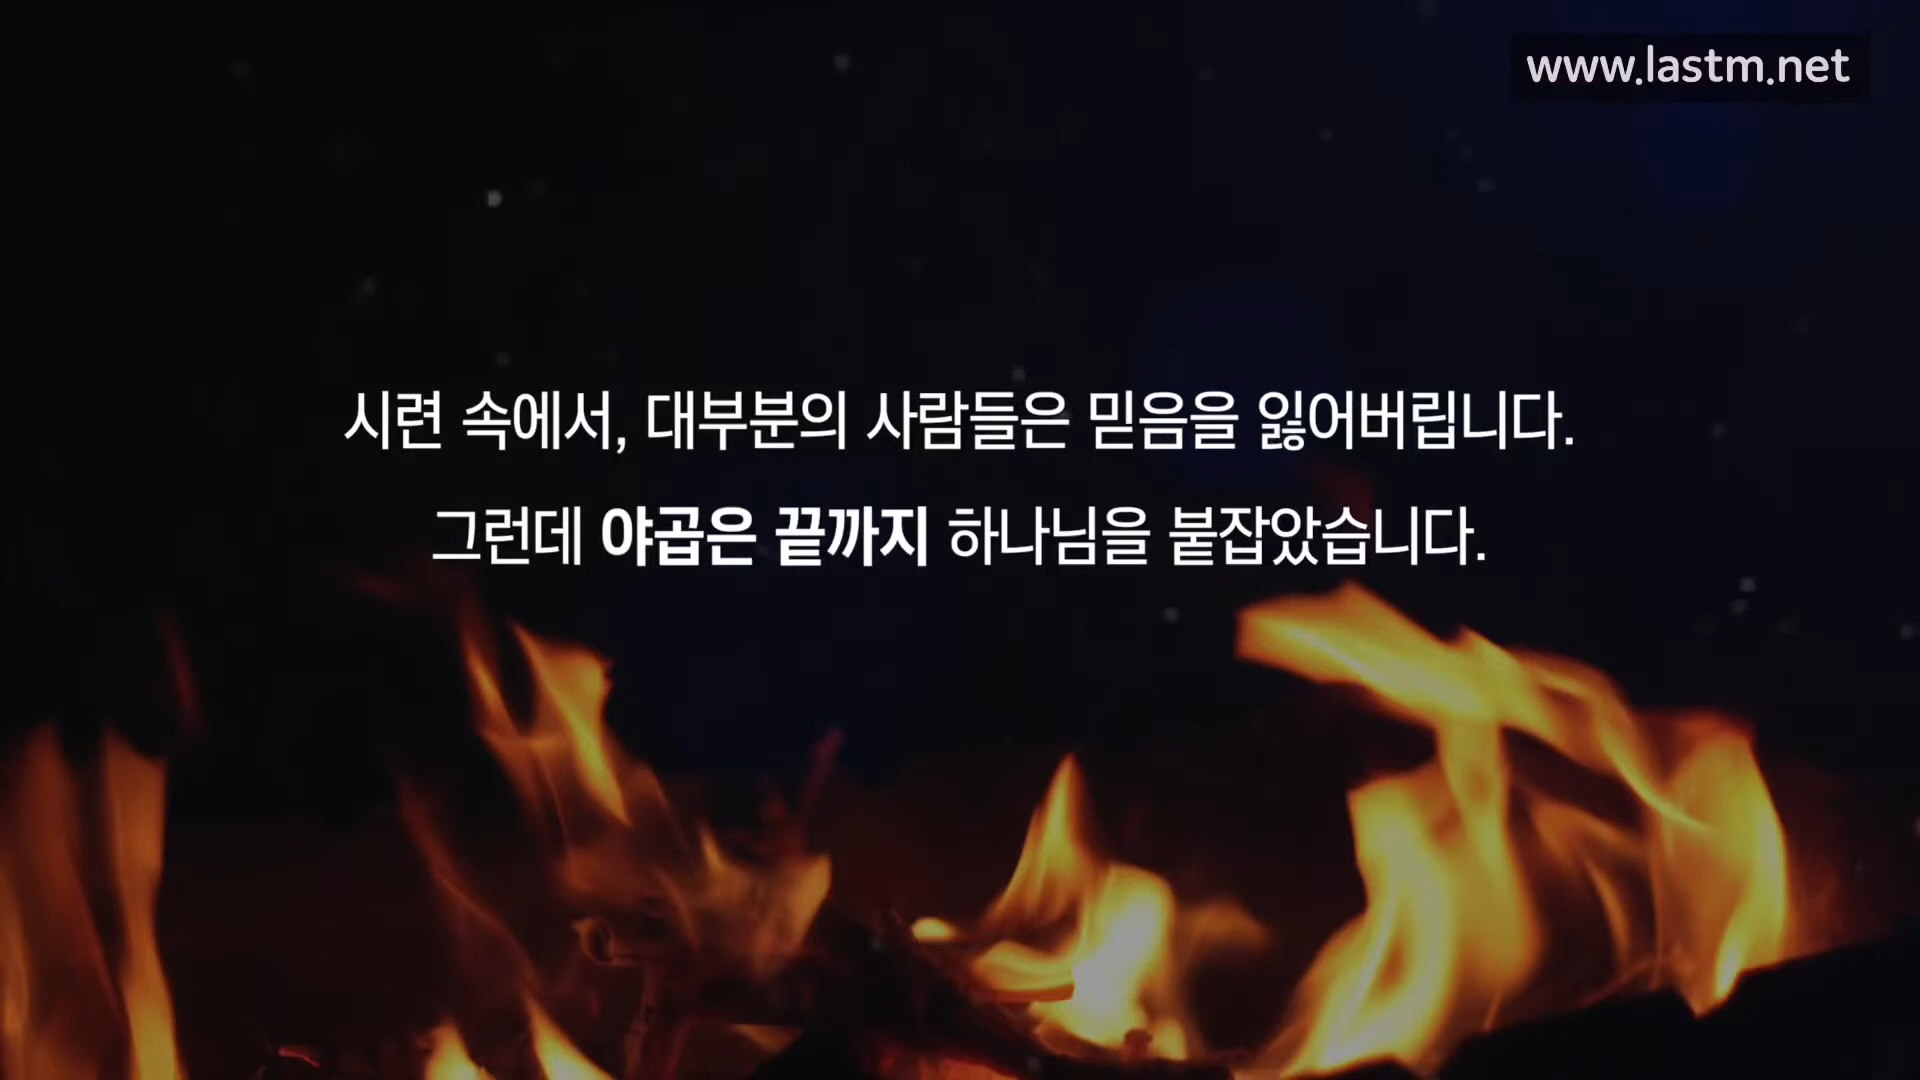 www.lastm.net
시련 속에서, 대부분의 사람들은 믿음을 잃어버립니다.
그런데 야곱은 끝까지 하나님을 붙잡았습니다.